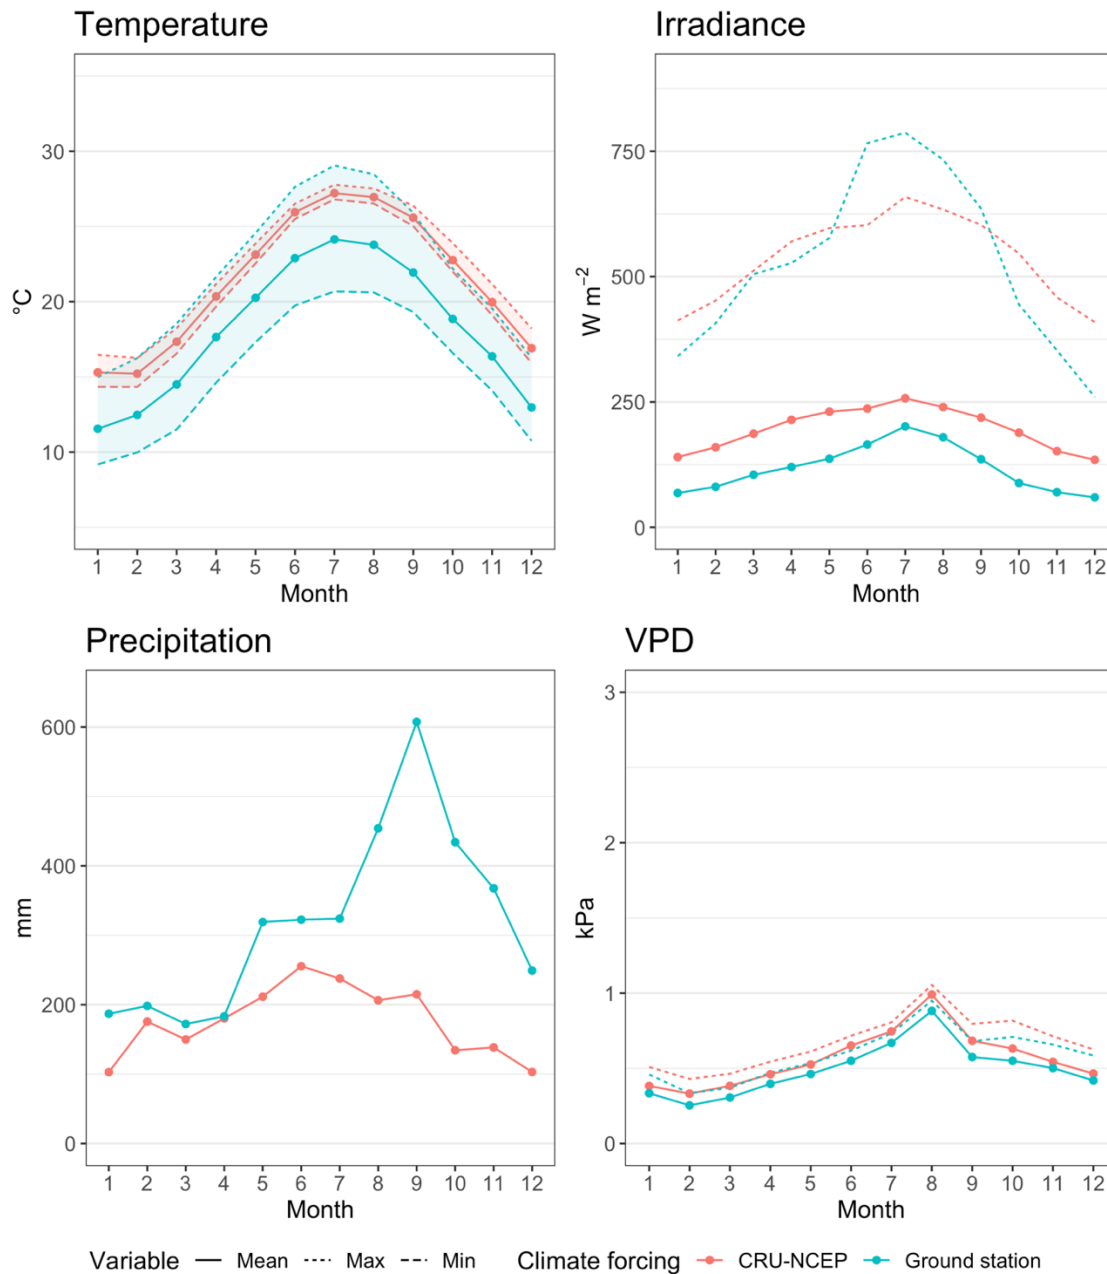 Temperature
Irradiance
30
20
10
°C
1 2 3 4 5 6 7 8 9 10 11 12
Month
750
500
250
0
W m⁻²
1 2 3 4 5 6 7 8 9 10 11 12
Month
Precipitation
VPD
600
400
200
0
mm
1 2 3 4 5 6 7 8 9 10 11 12
Month
3
2
1
0
kPa
1 2 3 4 5 6 7 8 9 10 11 12
Month
Variable Mean Max Min Climate forcing CRU-NCEP Ground station